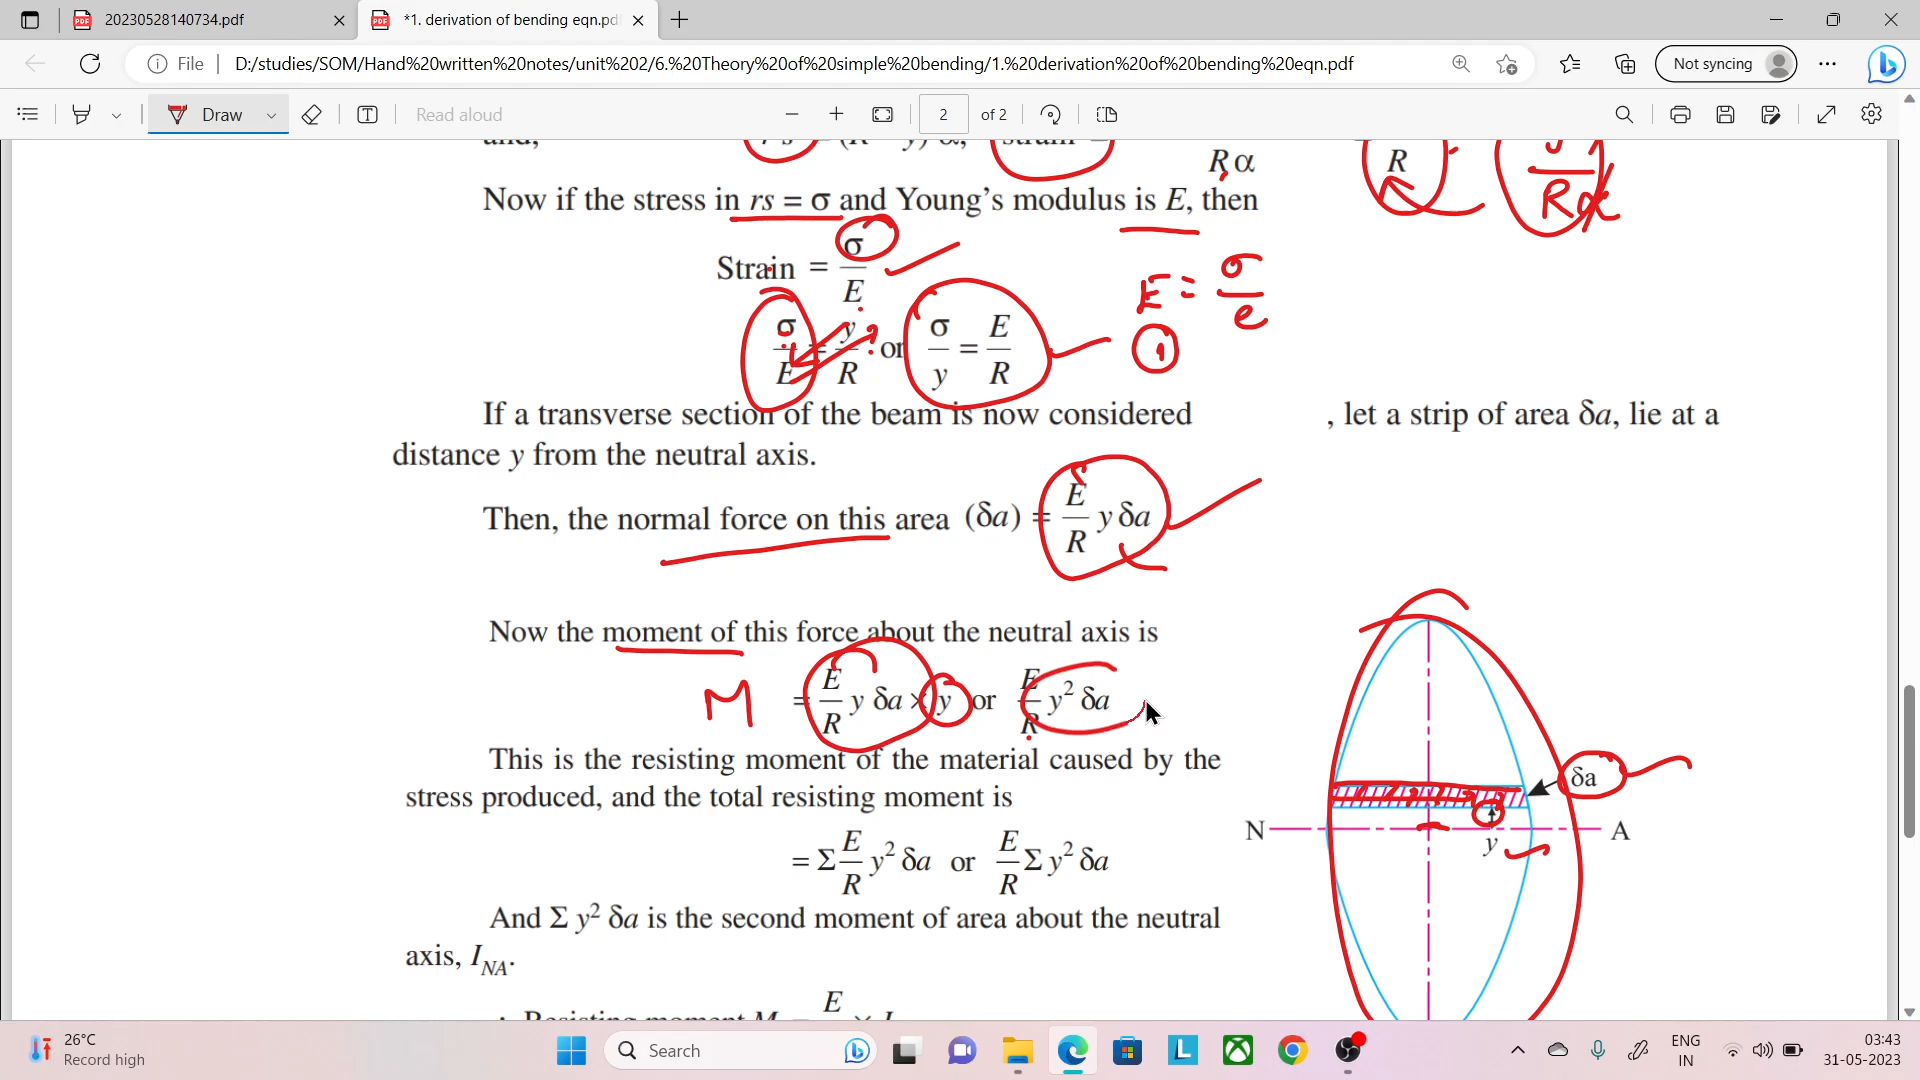 20230528140734.pdf
*1. derivation of bending eqn.pdf
File
D:/studies/SOM/Hand%20written%20notes/unit%202/6.%20Theory%20of%20simple%20bending/1.%20derivation%20of%20bending%20eqn.pdf
Not syncing
Draw
Read aloud
2 of 2
Rα
R
Rα
Now if the stress in rs = σ and Young's modulus is E, then
Strain = σ/E
E = σ/e
σ/E = y/R or σ/y = E/R
1
If a transverse section of the beam is now considered , let a strip of area δa, lie at a
distance y from the neutral axis.
Then, the normal force on this area (δa) = E/R y δa
Now the moment of this force about the neutral axis is
M = E/R y δa × y or E/R y² δa
This is the resisting moment of the material caused by the
stress produced, and the total resisting moment is
= Σ E/R y² δa or E/R Σ y² δa
And Σ y² δa is the second moment of area about the neutral
axis, I_NA.
∴ Resisting moment M = E × I
δa
N
A
y
26°C
Record high
Search
ENG
IN
03:43
31-05-2023